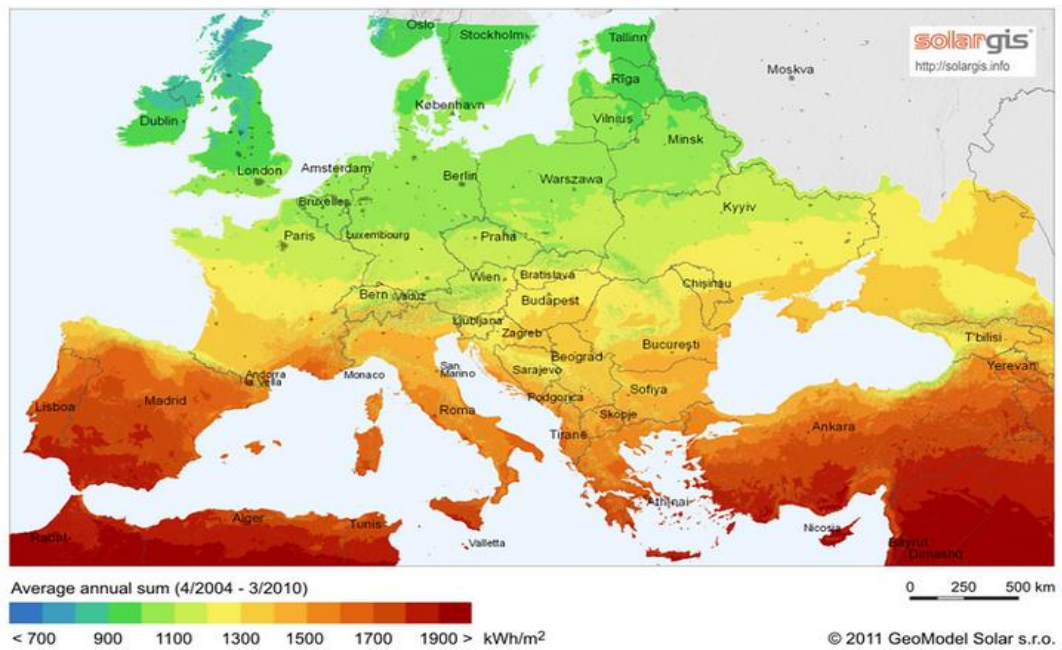 Oslo
Stockholm
Tallinn
solargis
http://solargis.info
Moskva
Rīga
København
Dublin
Vilnius
Minsk
London
Amsterdam
Berlin
Warszawa
Bruxelles
Kyyiv
Paris
Luxembourg
Praha
Wien
Bratislava
Bern
Vaduz
Budapest
Chișinău
Ljubljana
Zagreb
T'bilisi
Beograd
București
Yerevan
Andorra
la Vella
Monaco
San
Marino
Sarajevo
Lisboa
Madrid
Podgorica
Sofiya
Roma
Skopje
Ankara
Tiranë
Athínai
Alger
Tunis
Nicosia
Rabat
Valletta
Bayrut
Dimashq
Average annual sum (4/2004 - 3/2010)
0 250 500 km
< 700 900 1100 1300 1500 1700 1900 > kWh/m²
© 2011 GeoModel Solar s.r.o.